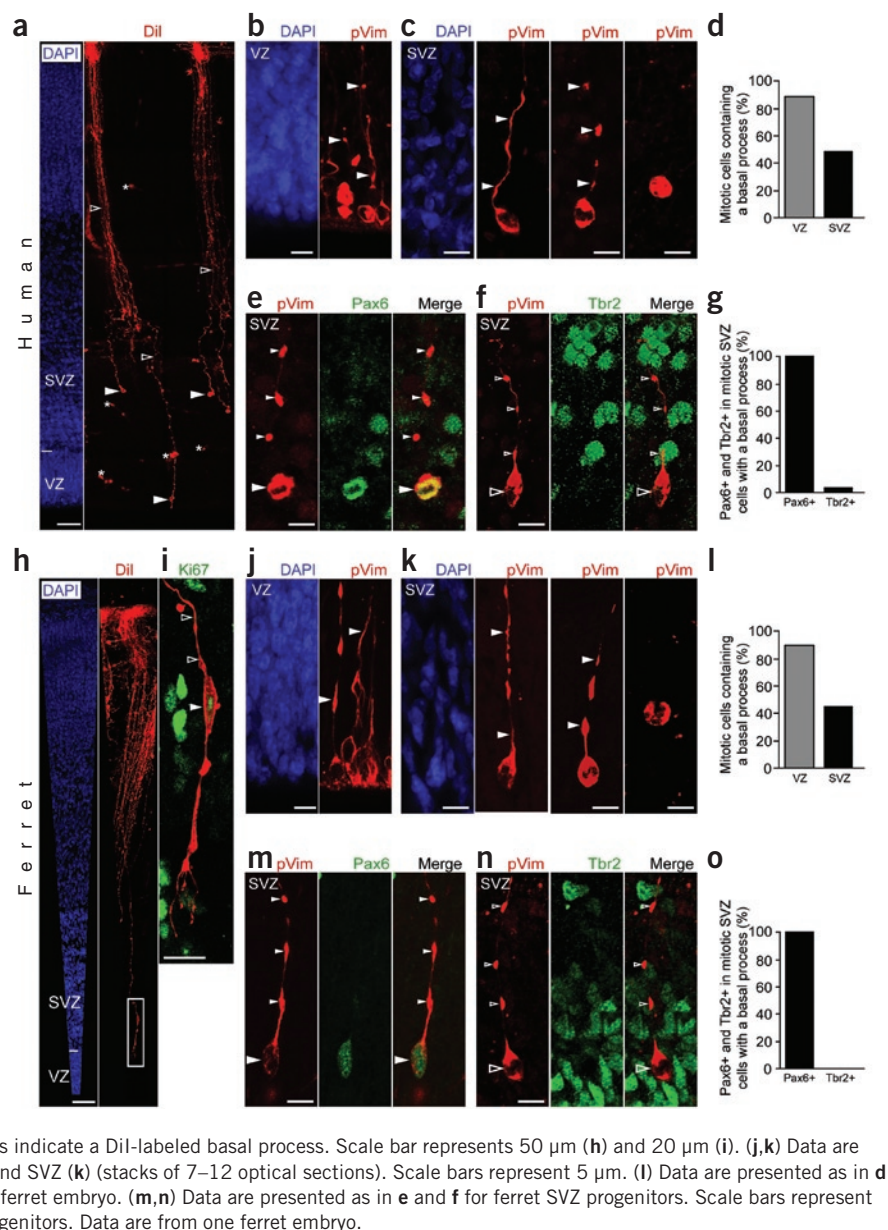 a
DiI
DAPI
SVZ
VZ
Human
b
DAPI
pVim
VZ
c
DAPI
pVim
pVim
pVim
SVZ
d
Mitotic cells containing
a basal process (%)
100
80
60
40
20
0
VZ
SVZ
e
pVim
Pax6
Merge
SVZ
f
pVim
Tbr2
Merge
SVZ
g
Pax6+ and Tbr2+ in mitotic SVZ
cells with a basal process (%)
100
80
60
40
20
0
Pax6+
Tbr2+
h
DiI
DAPI
SVZ
VZ
Ferret
i
Ki67
j
DAPI
pVim
VZ
k
DAPI
pVim
pVim
pVim
SVZ
l
Mitotic cells containing
a basal process (%)
100
80
60
40
20
0
VZ
SVZ
m
pVim
Pax6
Merge
SVZ
n
pVim
Tbr2
Merge
SVZ
o
Pax6+ and Tbr2+ in mitotic SVZ
cells with a basal process (%)
100
80
60
40
20
0
Pax6+
Tbr2+
s indicate a DiI-labeled basal process. Scale bar represents 50 µm (h) and 20 µm (i). (j,k) Data are
nd SVZ (k) (stacks of 7–12 optical sections). Scale bars represent 5 µm. (l) Data are presented as in d
ferret embryo. (m,n) Data are presented as in e and f for ferret SVZ progenitors. Scale bars represent
genitors. Data are from one ferret embryo.